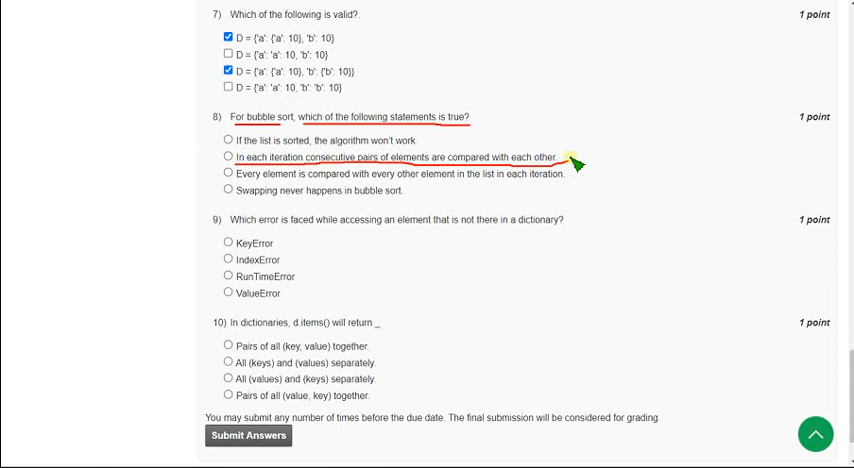 7) Which of the following is valid?. 1 point
D = {'a': {'a': 10}, 'b': 10}
D = {'a': 'a': 10, 'b': 10}
D = {'a': {'a': 10}, 'b': {'b': 10}}
D = {'a': 'a': 10, 'b': 'b': 10}
8) For bubble sort, which of the following statements is true? 1 point
If the list is sorted, the algorithm won't work.
In each iteration consecutive pairs of elements are compared with each other.
Every element is compared with every other element in the list in each iteration.
Swapping never happens in bubble sort.
9) Which error is faced while accessing an element that is not there in a dictionary? 1 point
KeyError
IndexError
RunTimeError
ValueError
10) In dictionaries, d.items() will return _ 1 point
Pairs of all (key, value) together.
All (keys) and (values) separately.
All (values) and (keys) separately.
Pairs of all (value, key) together.
You may submit any number of times before the due date. The final submission will be considered for grading.
Submit Answers